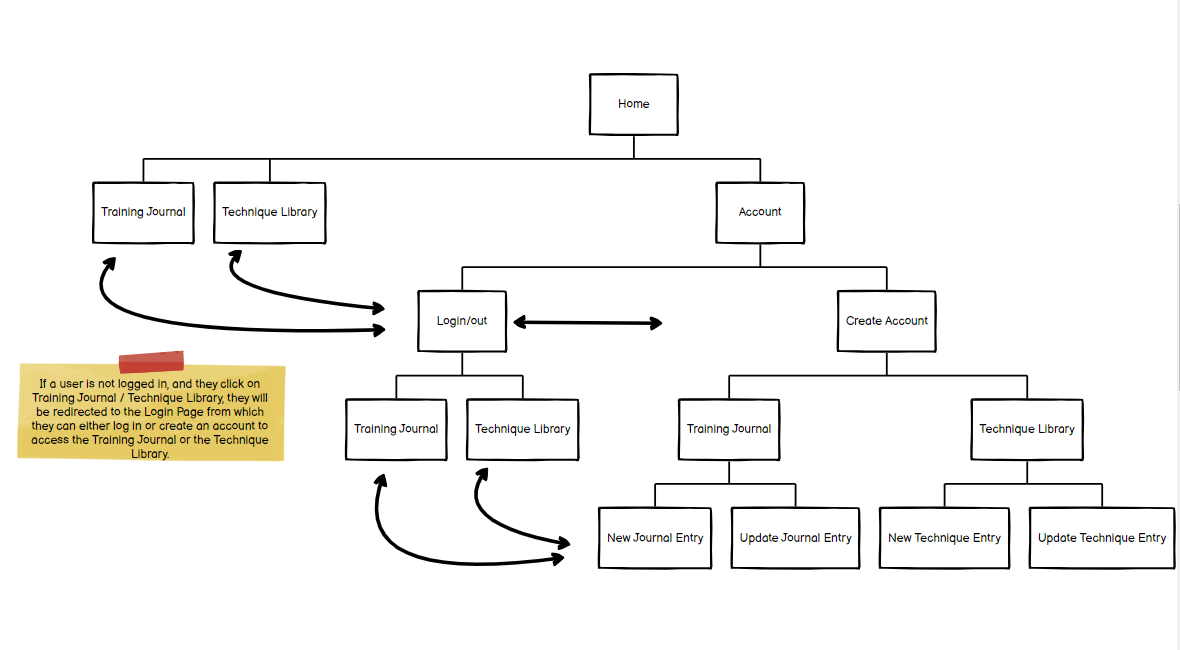 Home
Training Journal
Technique Library
Account
Login/out
Create Account
If a user is not logged in, and they click on
Training Journal / Technique Library, they will
be redirected to the Login Page from which
they can either log in or create an account to
access the Training Journal or the Technique
Library.
Training Journal
Technique Library
Training Journal
Technique Library
New Journal Entry
Update Journal Entry
New Technique Entry
Update Technique Entry